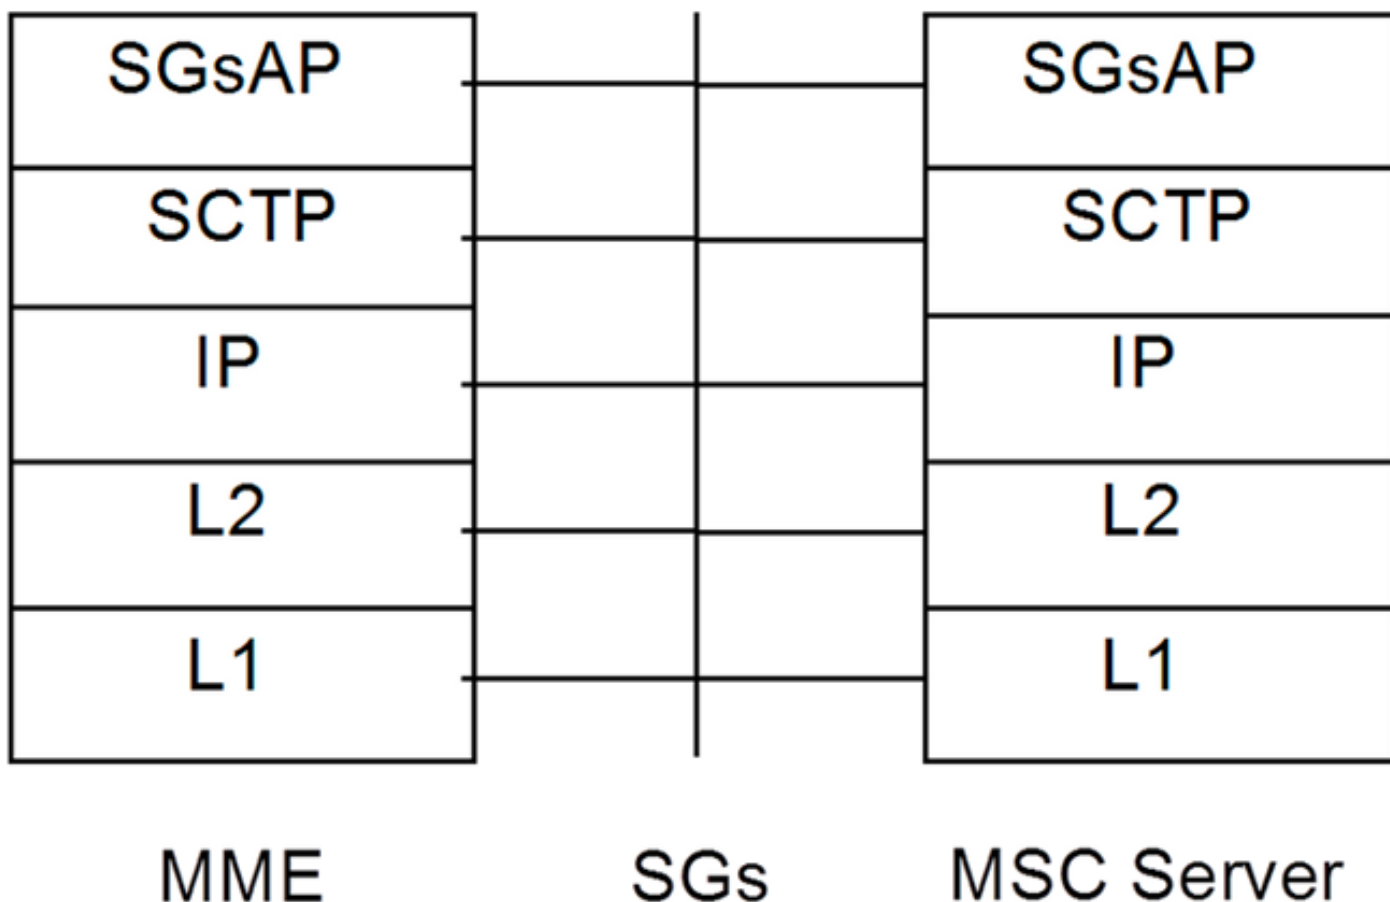 SGsAP SGsAP
SCTP SCTP
IP IP
L2 L2
L1 L1
MME SGs MSC Server